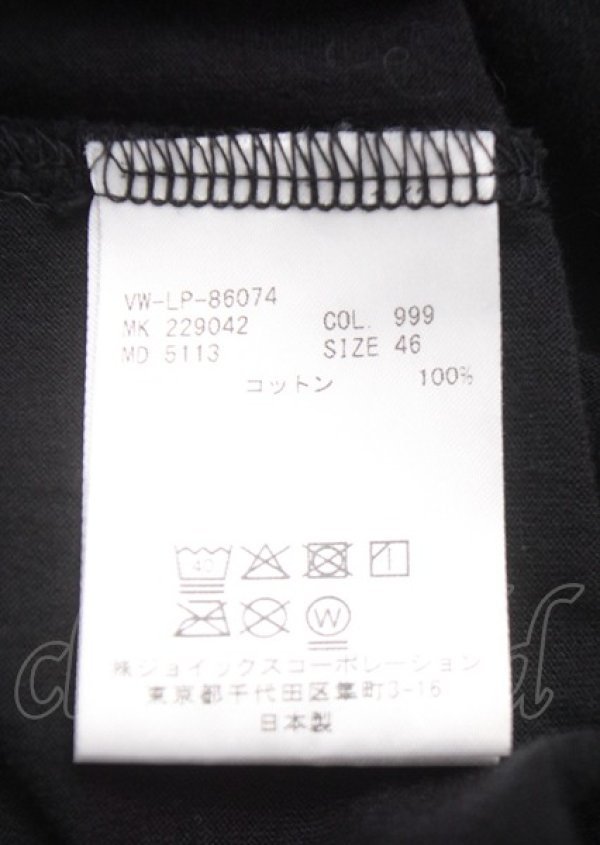 VW-LP-86074
MK 229042 COL. 999
MD 5113 SIZE 46
コットン 100%
40
W
㈱ジョイックスコーポレーション
東京都千代田区隼町3-16
日本製